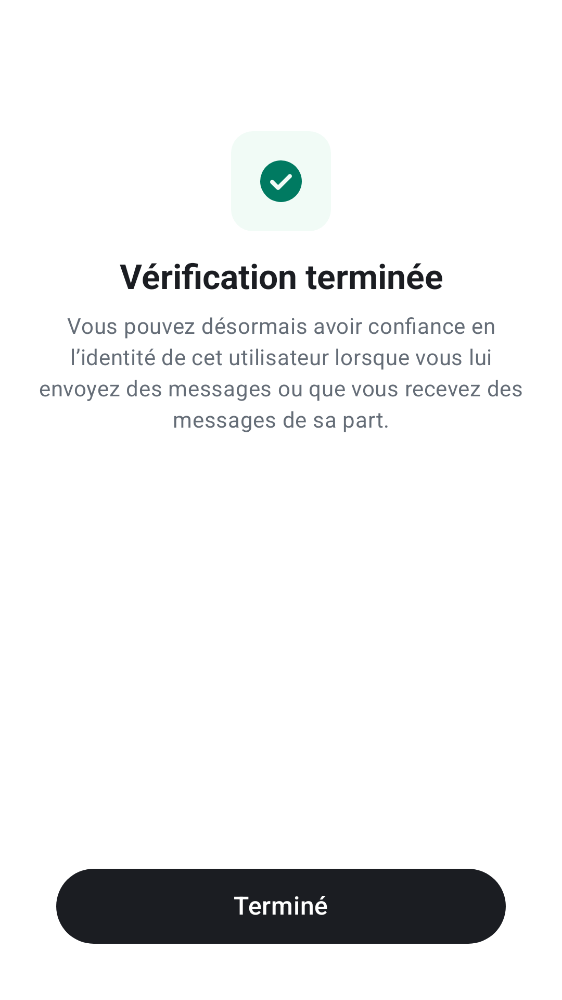 Vérification terminée
Vous pouvez désormais avoir confiance en
l’identité de cet utilisateur lorsque vous lui
envoyez des messages ou que vous recevez des
messages de sa part.
Terminé